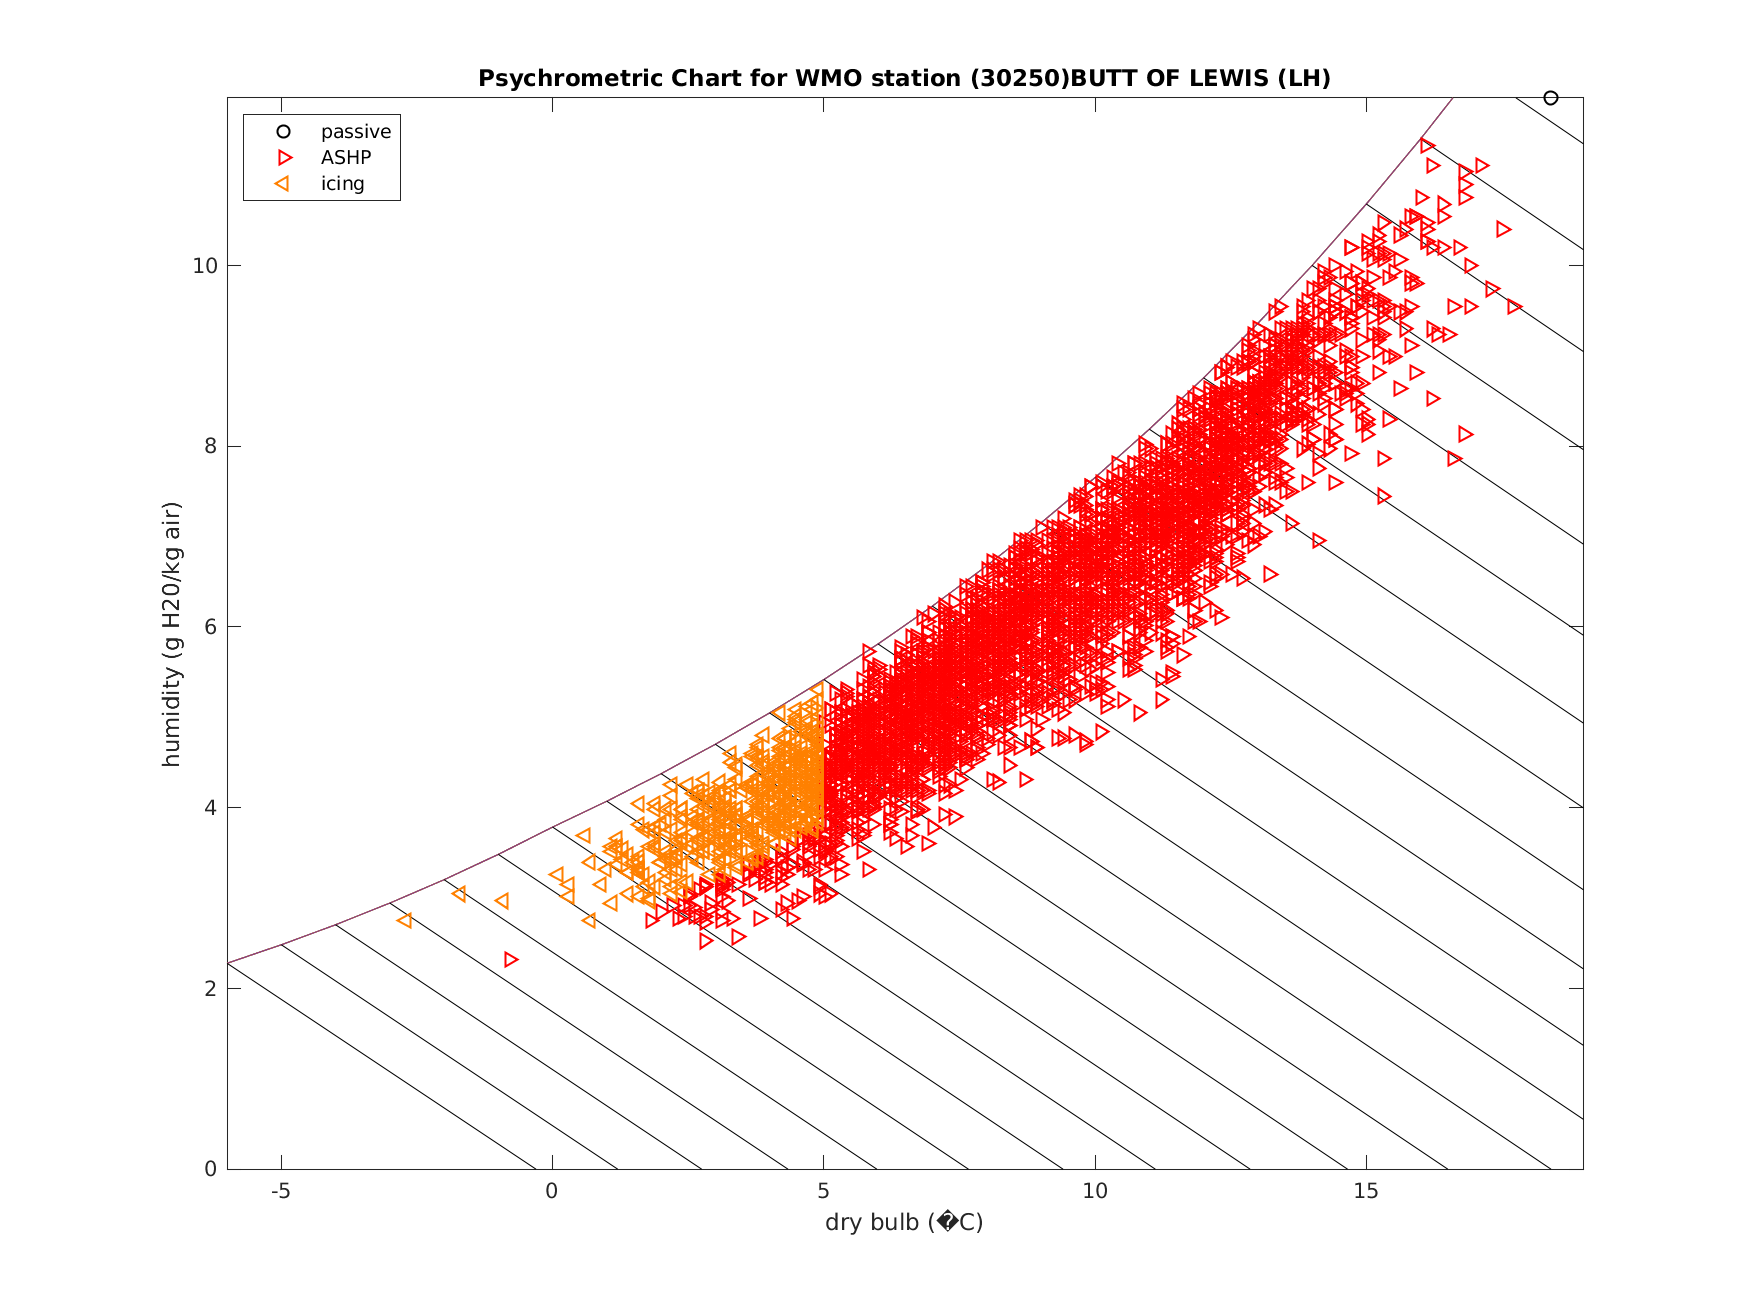 Psychrometric Chart for WMO station (30250)BUTT OF LEWIS (LH)
passive
ASHP
icing
10
8
6
4
2
0
humidity (g H20/kg air)
-5
0
5
10
15
dry bulb (�C)